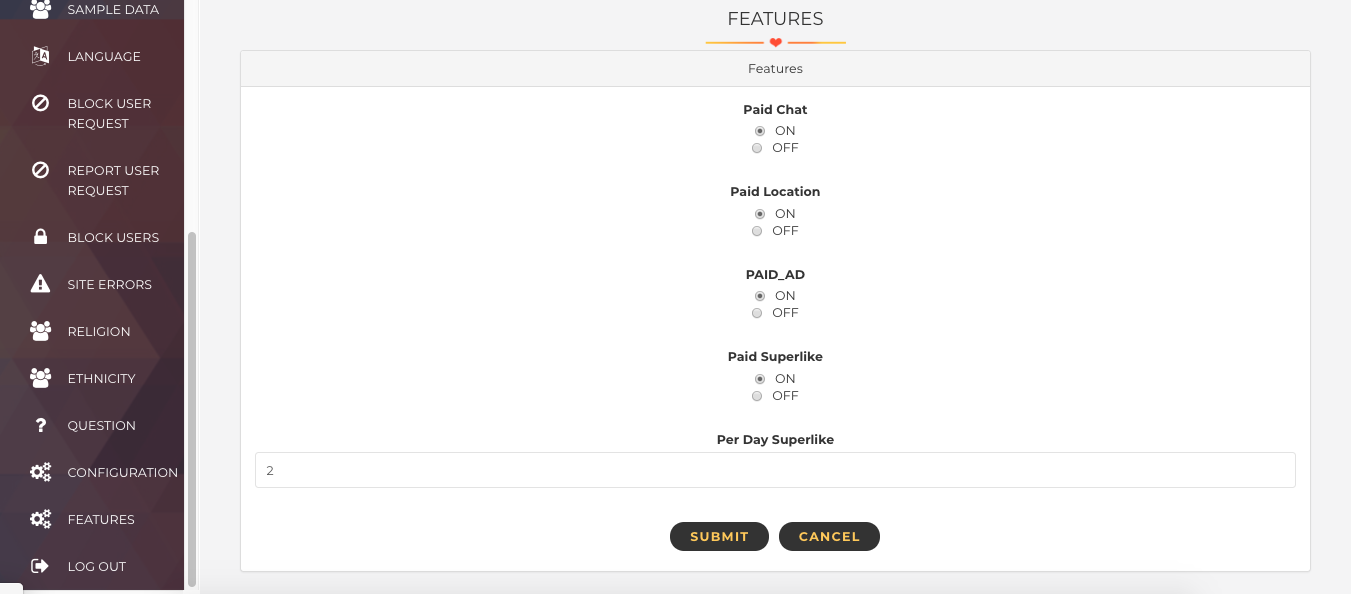 SAMPLE DATA
LANGUAGE
BLOCK USER
REQUEST
REPORT USER
REQUEST
BLOCK USERS
SITE ERRORS
RELIGION
ETHNICITY
QUESTION
CONFIGURATION
FEATURES
LOG OUT
FEATURES
Features
Paid Chat
ON
OFF
Paid Location
ON
OFF
PAID_AD
ON
OFF
Paid Superlike
ON
OFF
Per Day Superlike
2
SUBMIT CANCEL